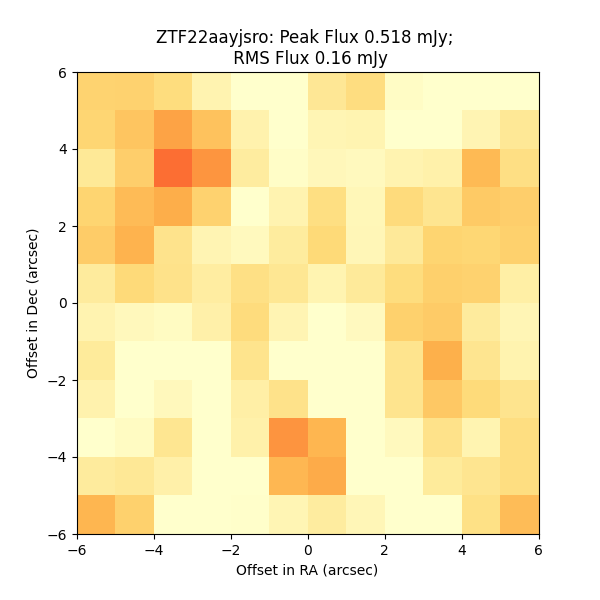 ZTF22aayjsro: Peak Flux 0.518 mJy;
RMS Flux 0.16 mJy
6
4
2
0
−2
−4
−6
Offset in Dec (arcsec)
−6 −4 −2 0 2 4 6
Offset in RA (arcsec)